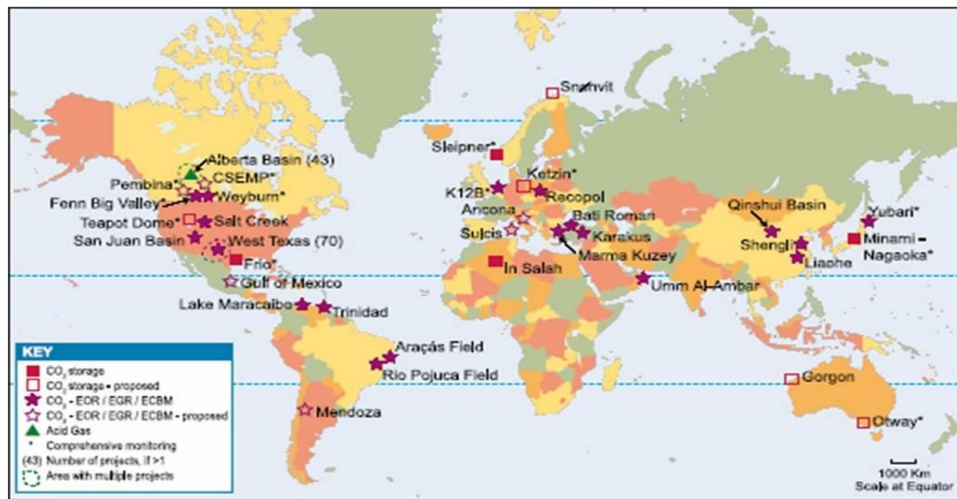 Snøhvit
Sleipner*
Alberta Basin (43)
CSEMP*
Pembina*
Ketzin*
K12B*
Fenn Big Valley*
Weyburn*
Recopol
Qinshui Basin
Yubari*
Ancona
Teapot Dome*
Salt Creek
Bati Roman
Sulcis
Karakus
Shengli
Minami –
San Juan Basin
West Texas (70)
Marma Kuzey
Nagaoka*
Liaohe
Frio*
In Salah
Gulf of Mexico
Umm Al-Ambar
Lake Maracaibo
Trinidad
Araçás Field
Rio Pojuca Field
Gorgon
Mendoza
Otway*
KEY
CO2 storage
CO2 storage - proposed
CO2 - EOR / EGR / ECBM
CO2 - EOR / EGR / ECBM - proposed
Acid Gas
* Comprehensive monitoring
(43) Number of projects, if >1
Area with multiple projects
1000 Km
Scale at Equator